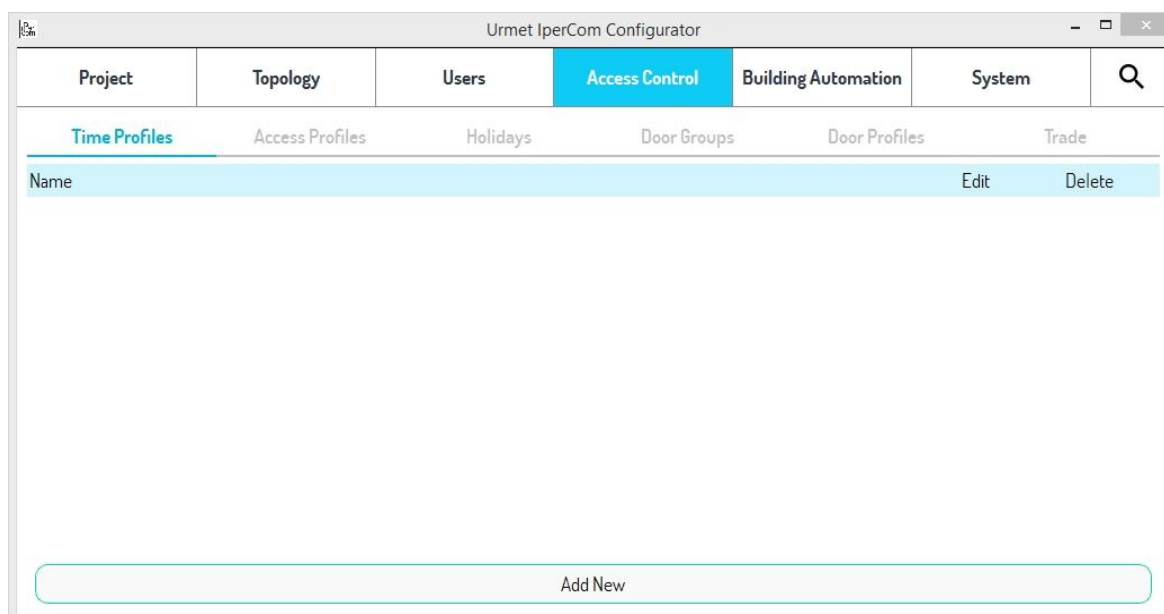 Urmet IperCom Configurator
Project Topology Users Access Control Building Automation System
Time Profiles Access Profiles Holidays Door Groups Door Profiles Trade
Name Edit Delete
Add New